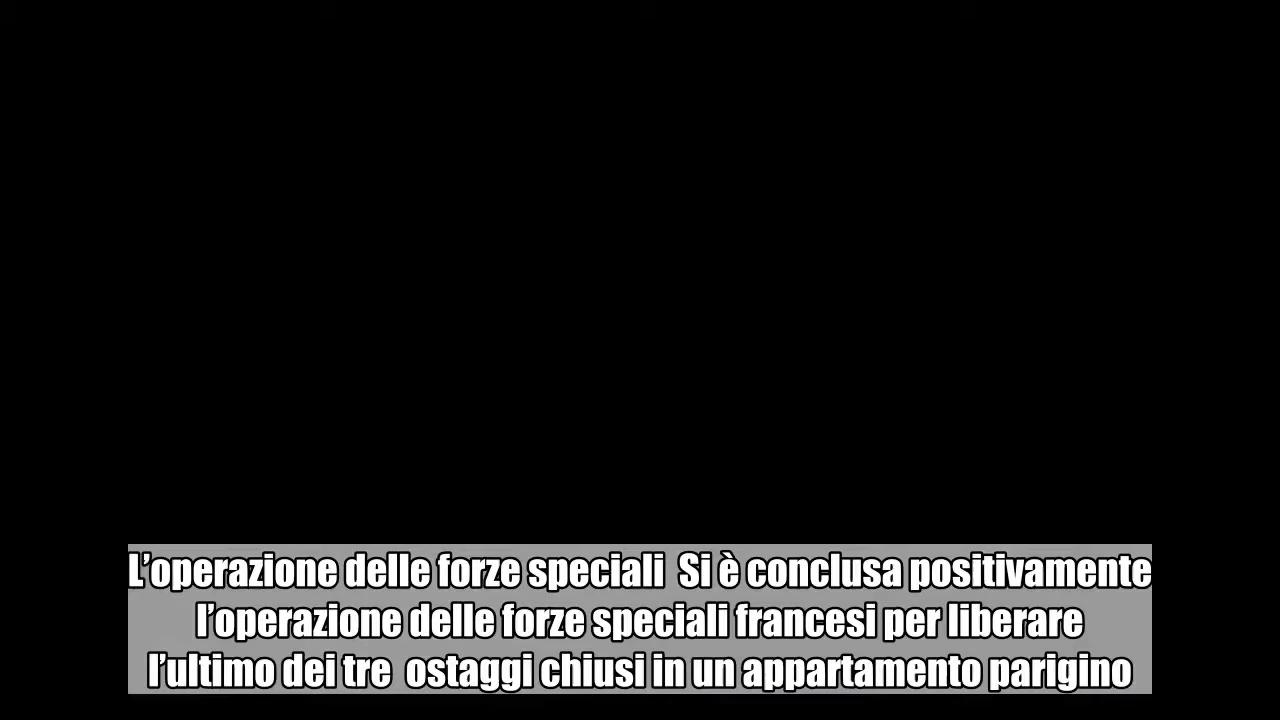 L’operazione delle forze speciali  Si è conclusa positivamente
l’operazione delle forze speciali francesi per liberare
l’ultimo dei tre  ostaggi chiusi in un appartamento parigino